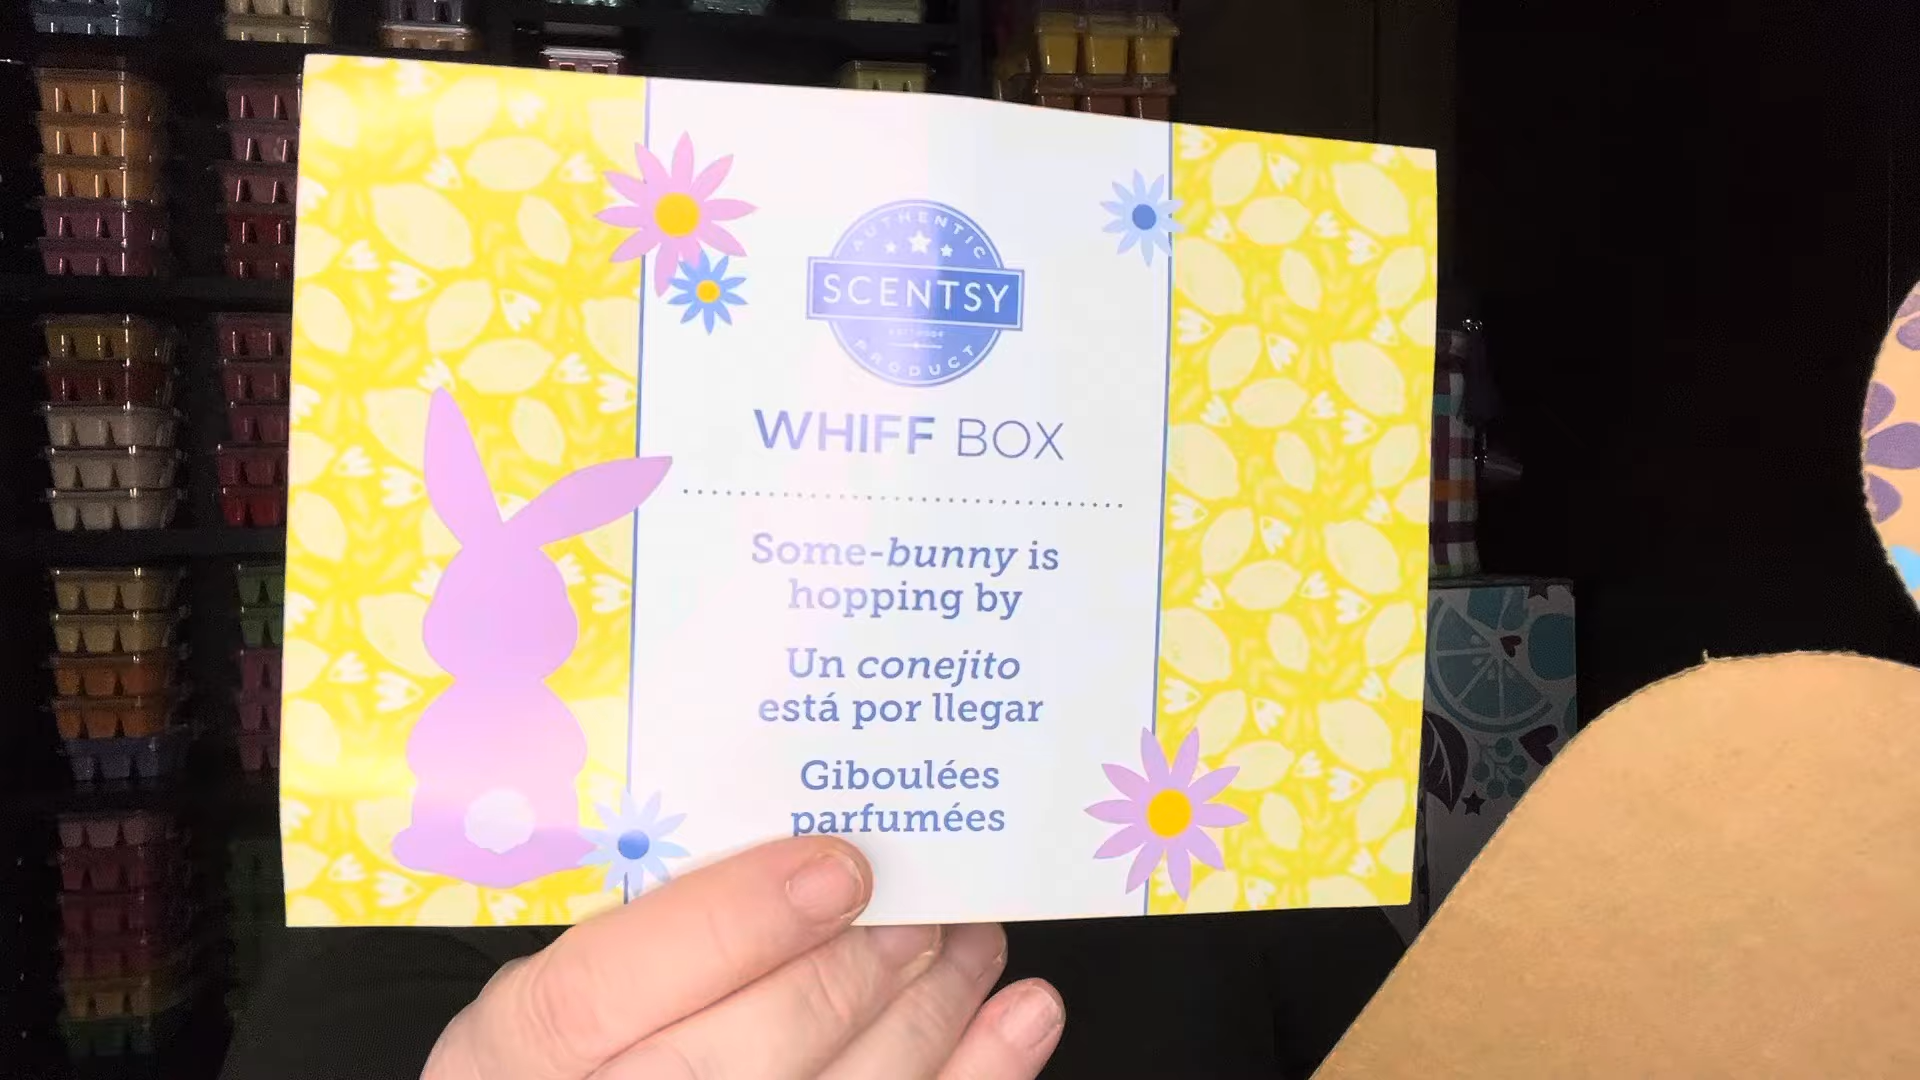 AUTHENTIC
SCENTSY
PRODUCT
WHIFF BOX
Some-bunny is
hopping by
Un conejito
está por llegar
Giboulées
parfumées